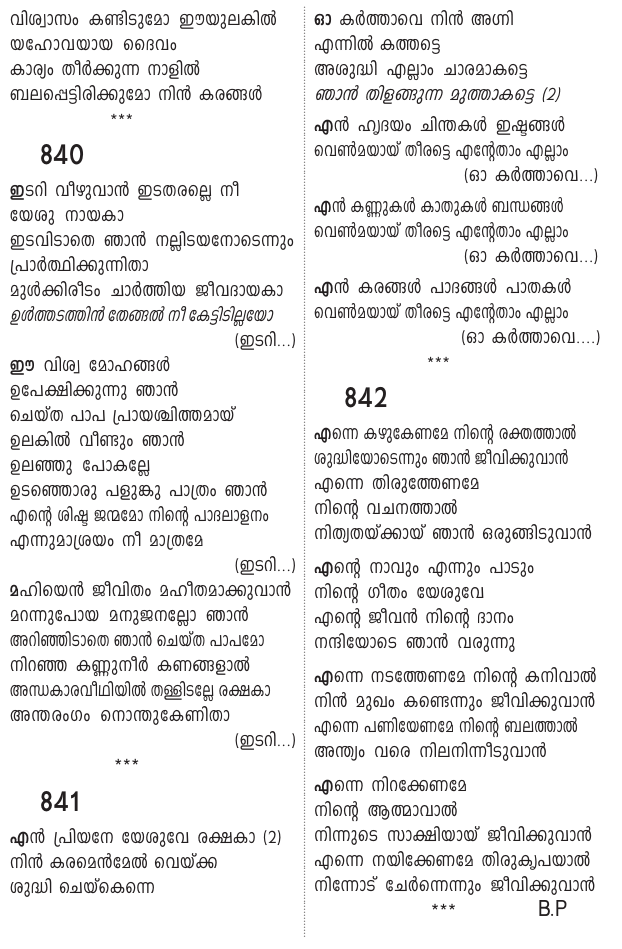 വിശ്വാസം കണ്ടിടുമോ ഈയുലകിൽ
യഹോവയായ ദൈവം
കാര്യം തീർക്കുന്ന നാളിൽ
ബലപ്പെട്ടിരിക്കുമോ നിൻ കരങ്ങൾ
***
840
ഇടറി വീഴുവാൻ ഇടതരല്ലെ നീ
യേശു നായകാ
ഇടവിടാതെ ഞാൻ നല്ലിടയനോടെന്നും
പ്രാർത്ഥിക്കുന്നിതാ
മുൾക്കിരീടം ചാർത്തിയ ജീവദായകാ
ഉൾത്തടത്തിൻ തേങ്ങൽ നീ കേട്ടിടില്ലയോ
(ഇടറി...)
ഈ വിശ്വ മോഹങ്ങൾ
ഉപേക്ഷിക്കുന്നു ഞാൻ
ചെയ്ത പാപ പ്രായശ്ചിത്തമായ്
ഉലകിൽ വീണ്ടും ഞാൻ
ഉലഞ്ഞു പോകല്ലേ
ഉടഞ്ഞൊരു പളുങ്കു പാത്രം ഞാൻ
എന്റെ ശിഷ്ട ജന്മമോ നിന്റെ പാദലാളനം
എന്നുമാശ്രയം നീ മാത്രമേ
(ഇടറി...)
മഹിയെൻ ജീവിതം മഹീതമാക്കുവാൻ
മറന്നുപോയ മനുജനല്ലോ ഞാൻ
അറിഞ്ഞിടാതെ ഞാൻ ചെയ്ത പാപമോ
നിറഞ്ഞ കണ്ണുനീർ കണങ്ങളാൽ
അന്ധകാരവീഥിയിൽ തള്ളിടല്ലേ രക്ഷകാ
അന്തരംഗം നൊന്തുകേണിതാ
(ഇടറി...)
***
841
എൻ പ്രിയനേ യേശുവേ രക്ഷകാ (2)
നിൻ കരമെൻമേൽ വെയ്ക്ക
ശുദ്ധി ചെയ്കെന്നെ
ഓ കർത്താവെ നിൻ അഗ്നി
എന്നിൽ കത്തട്ടെ
അശുദ്ധി എല്ലാം ചാരമാകട്ടെ
ഞാൻ തിളങ്ങുന്ന മുത്താകട്ടെ (2)
എൻ ഹൃദയം ചിന്തകൾ ഇഷ്ടങ്ങൾ
വെൺമയായ് തീരട്ടെ എന്റേതാം എല്ലാം
(ഓ കർത്താവെ...)
എൻ കണ്ണുകൾ കാതുകൾ ബന്ധങ്ങൾ
വെൺമയായ് തീരട്ടെ എന്റേതാം എല്ലാം
(ഓ കർത്താവെ...)
എൻ കരങ്ങൾ പാദങ്ങൾ പാതകൾ
വെൺമയായ് തീരട്ടെ എന്റേതാം എല്ലാം
(ഓ കർത്താവെ....)
***
842
എന്നെ കഴുകേണമേ നിന്റെ രക്തത്താൽ
ശുദ്ധിയോടെന്നും ഞാൻ ജീവിക്കുവാൻ
എന്നെ തിരുത്തേണമേ
നിന്റെ വചനത്താൽ
നിത്യതയ്ക്കായ് ഞാൻ ഒരുങ്ങിടുവാൻ
എന്റെ നാവും എന്നും പാടും
നിന്റെ ഗീതം യേശുവേ
എന്റെ ജീവൻ നിന്റെ ദാനം
നന്ദിയോടെ ഞാൻ വരുന്നു
എന്നെ നടത്തേണമേ നിന്റെ കനിവാൽ
നിൻ മുഖം കണ്ടെന്നും ജീവിക്കുവാൻ
എന്നെ പണിയേണമേ നിന്റെ ബലത്താൽ
അന്ത്യം വരെ നിലനിന്നീടുവാൻ
എന്നെ നിറക്കേണമേ
നിന്റെ ആത്മാവാൽ
നിന്നുടെ സാക്ഷിയായ് ജീവിക്കുവാൻ
എന്നെ നയിക്കേണമേ തിരുകൃപയാൽ
നിന്നോട് ചേർന്നെന്നും ജീവിക്കുവാൻ
*** B.P